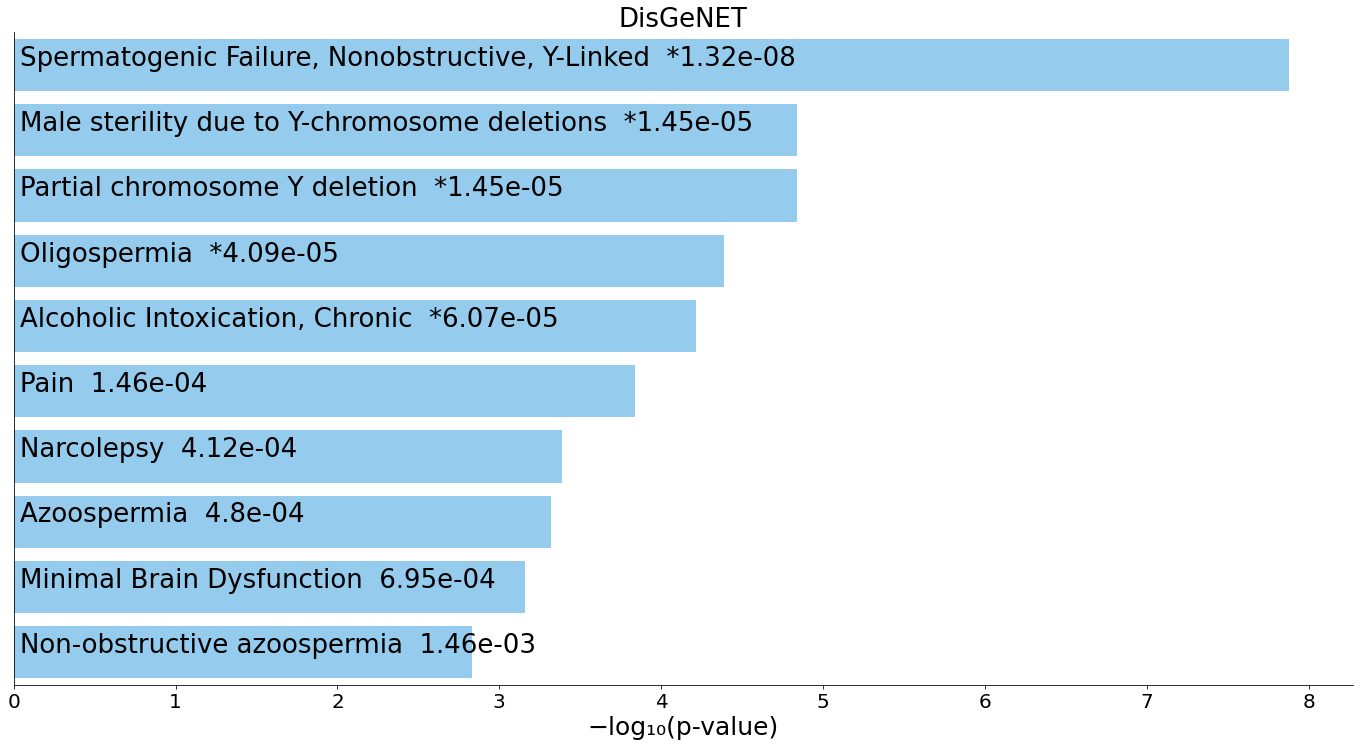 DisGeNET
Spermatogenic Failure, Nonobstructive, Y-Linked  *1.32e-08
Male sterility due to Y-chromosome deletions  *1.45e-05
Partial chromosome Y deletion  *1.45e-05
Oligospermia  *4.09e-05
Alcoholic Intoxication, Chronic  *6.07e-05
Pain  1.46e-04
Narcolepsy  4.12e-04
Azoospermia  4.8e-04
Minimal Brain Dysfunction  6.95e-04
Non-obstructive azoospermia  1.46e-03
0 1 2 3 4 5 6 7 8
−log₁₀(p-value)